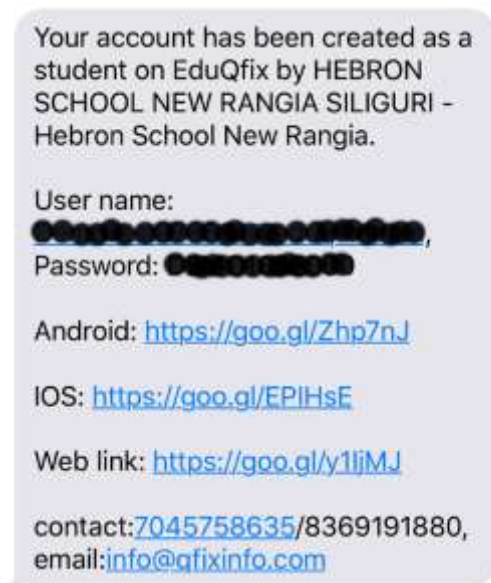 Your account has been created as a
student on EduQfix by HEBRON
SCHOOL NEW RANGIA SILIGURI -
Hebron School New Rangia.
User name:
,
Password:
Android: https://goo.gl/Zhp7nJ
IOS: https://goo.gl/EPIHsE
Web link: https://goo.gl/y1ljMJ
contact:7045758635/8369191880,
email:info@qfixinfo.com